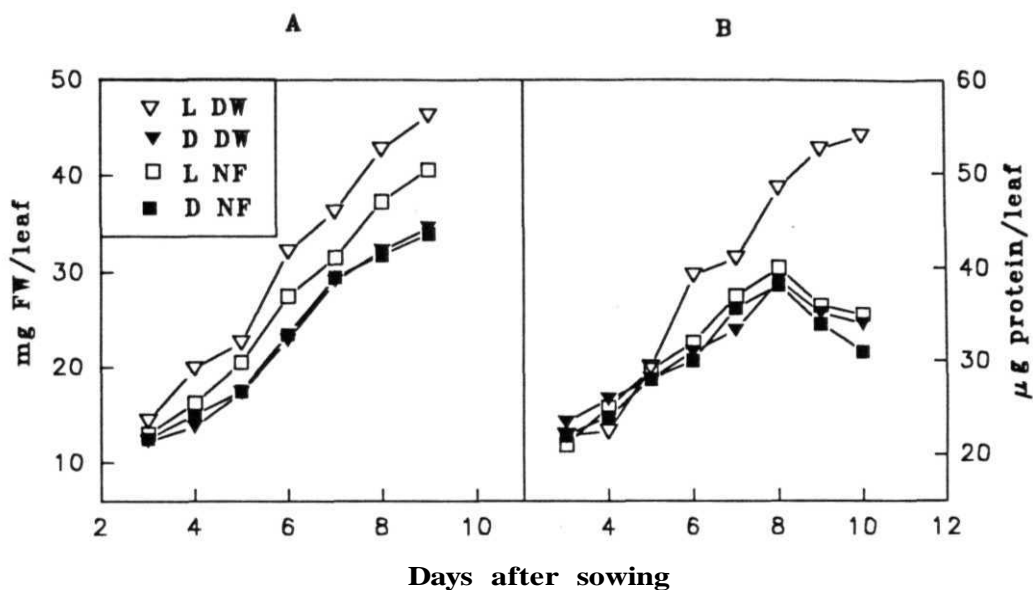 A B
50
40
30
20
10
mg FW/leaf
L DW
D DW
L NF
D NF
60
50
40
30
20
µg protein/leaf
2 4 6 8 10 4 6 8 10 12
Days after sowing